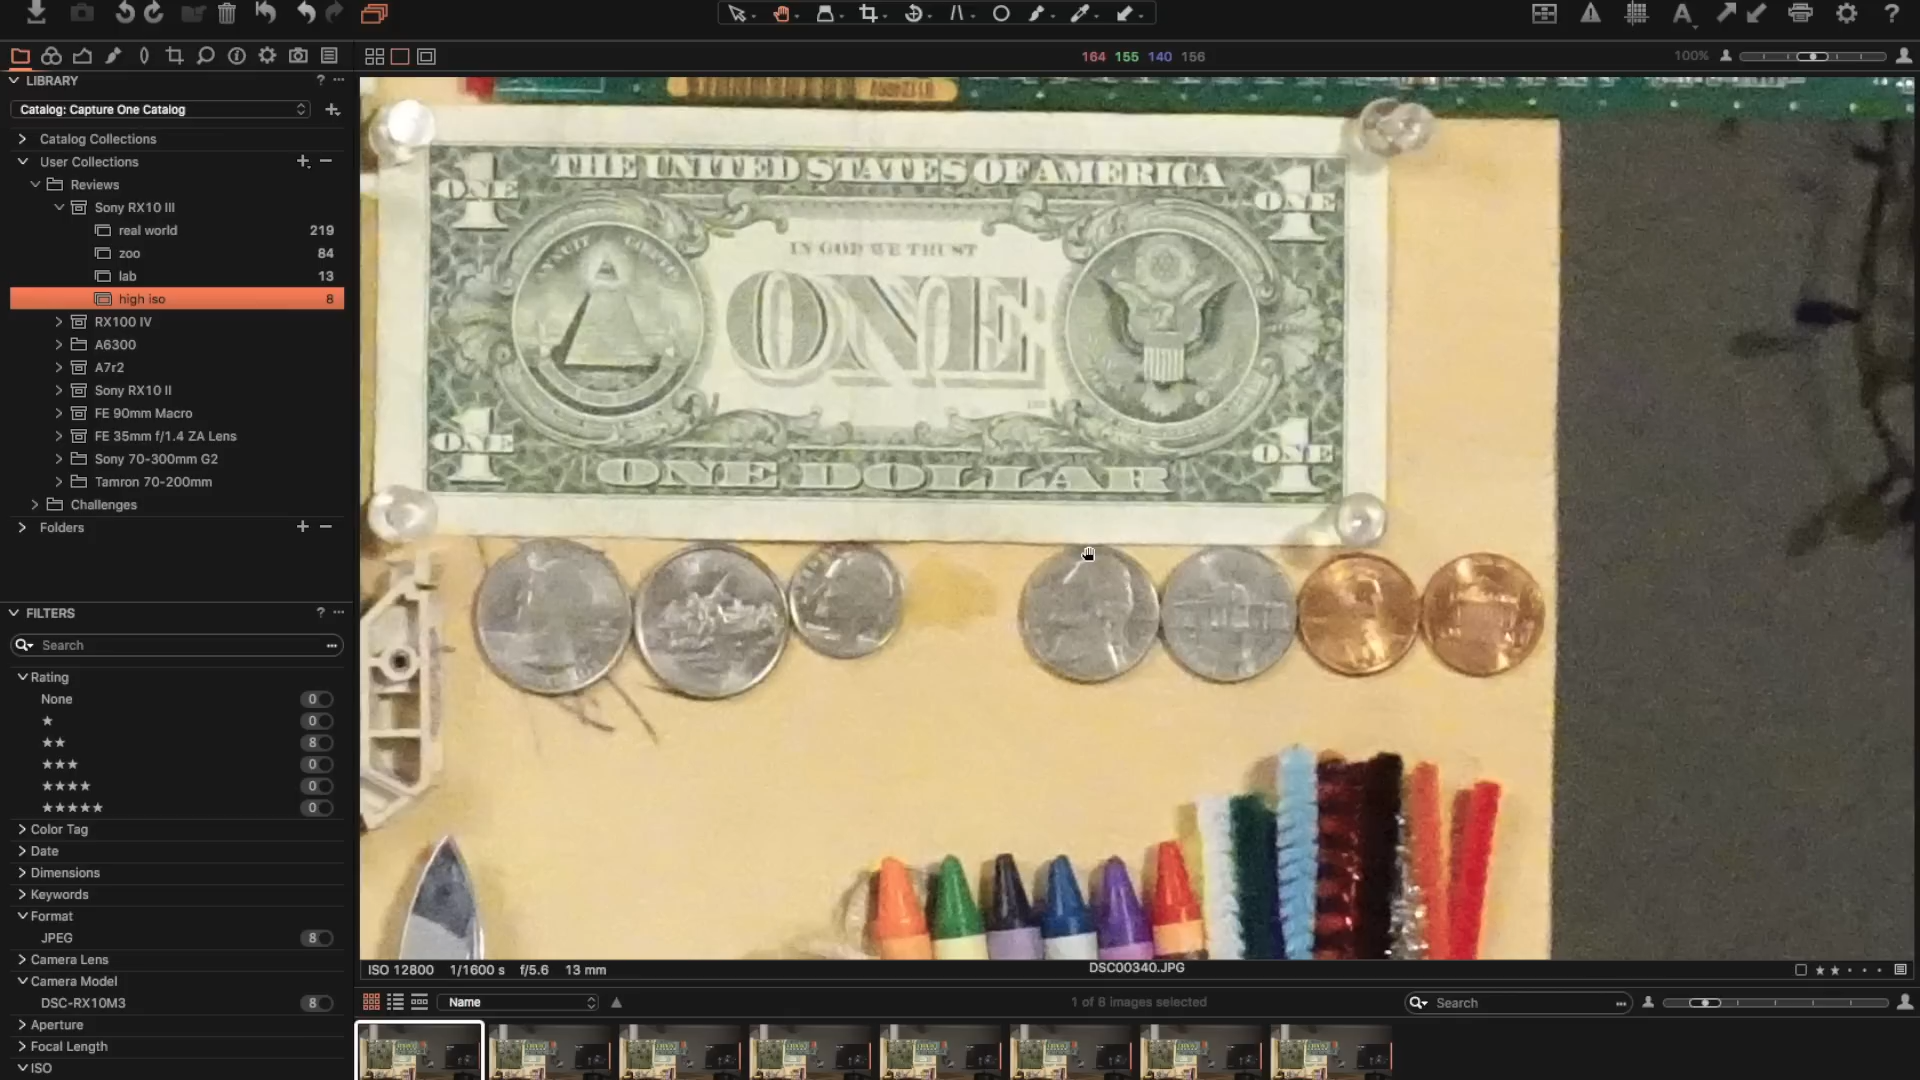 164 155 140 156
100%
LIBRARY
?
Catalog: Capture One Catalog
Catalog Collections
User Collections
Reviews
Sony RX10 III
real world 219
zoo 84
lab 13
high iso 8
RX100 IV
A6300
A7r2
Sony RX10 II
FE 90mm Macro
FE 35mm f/1.4 ZA Lens
Sony 70-300mm G2
Tamron 70-200mm
Challenges
Folders
FILTERS
?
Search
Rating
None 0
★ 0
★★ 8
★★★ 0
★★★★ 0
★★★★★ 0
Color Tag
Date
Dimensions
Keywords
Format
JPEG 8
Camera Lens
Camera Model
DSC-RX10M3 8
Aperture
Focal Length
ISO
THE UNITED STATES OF AMERICA
1 ONE
1 ONE
IN GOD WE TRUST
ONE
1 ONE
1 ONE
ONE DOLLAR
ISO 12800 1/1600 s f/5.6 13 mm
DSC00340.JPG
Name
1 of 8 images selected
Search